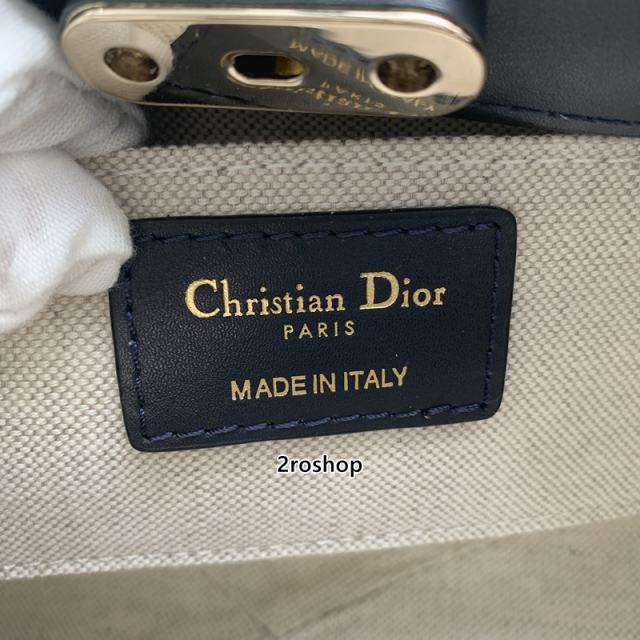 Christian Dior
PARIS
MADE IN ITALY
2roshop